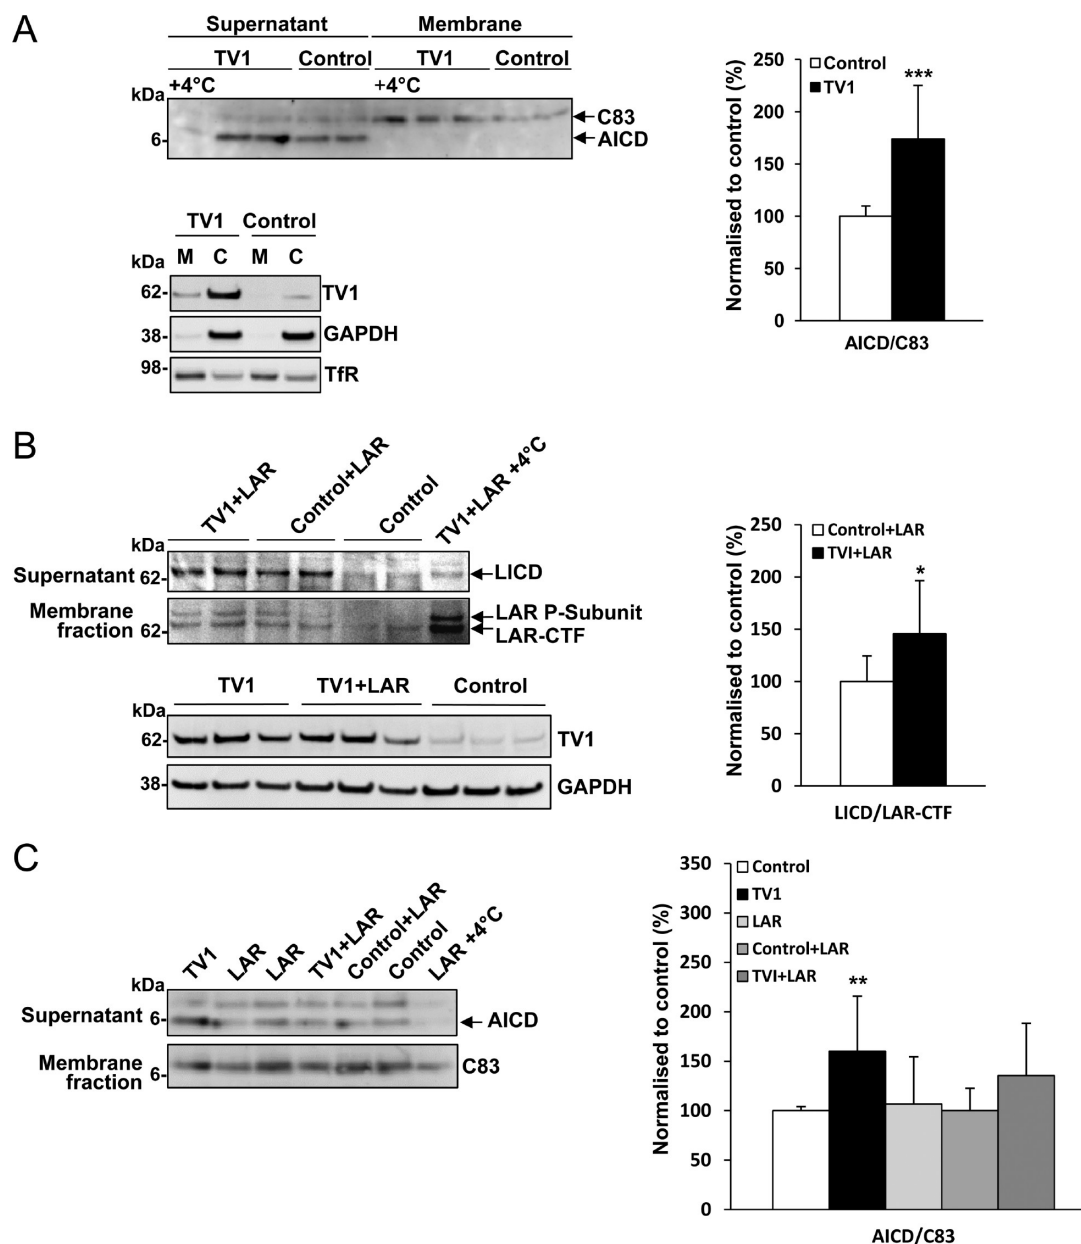 A
Supernatant Membrane
TV1 Control TV1 Control
+4°C +4°C
kDa
C83
6- AICD
TV1 Control
M C M C
kDa
62- TV1
38- GAPDH
98- TfR
Normalised to control (%)
250
200
150
100
50
0
Control
TV1
***
AICD/C83
B
TV1+LAR Control+LAR Control TV1+LAR +4°C
kDa
Supernatant 62- LICD
Membrane LAR P-Subunit
fraction 62- LAR-CTF
TV1 TV1+LAR Control
kDa
62- TV1
38- GAPDH
Normalised to control (%)
250
200
150
100
50
0
Control+LAR
TVI+LAR
*
LICD/LAR-CTF
C
TV1 LAR LAR TV1+LAR Control+LAR Control LAR +4°C
kDa
Supernatant 6- AICD
Membrane C83
fraction 6-
Normalised to control (%)
350
300
250
200
150
100
50
0
Control
TV1
LAR
Control+LAR
TVI+LAR
**
AICD/C83